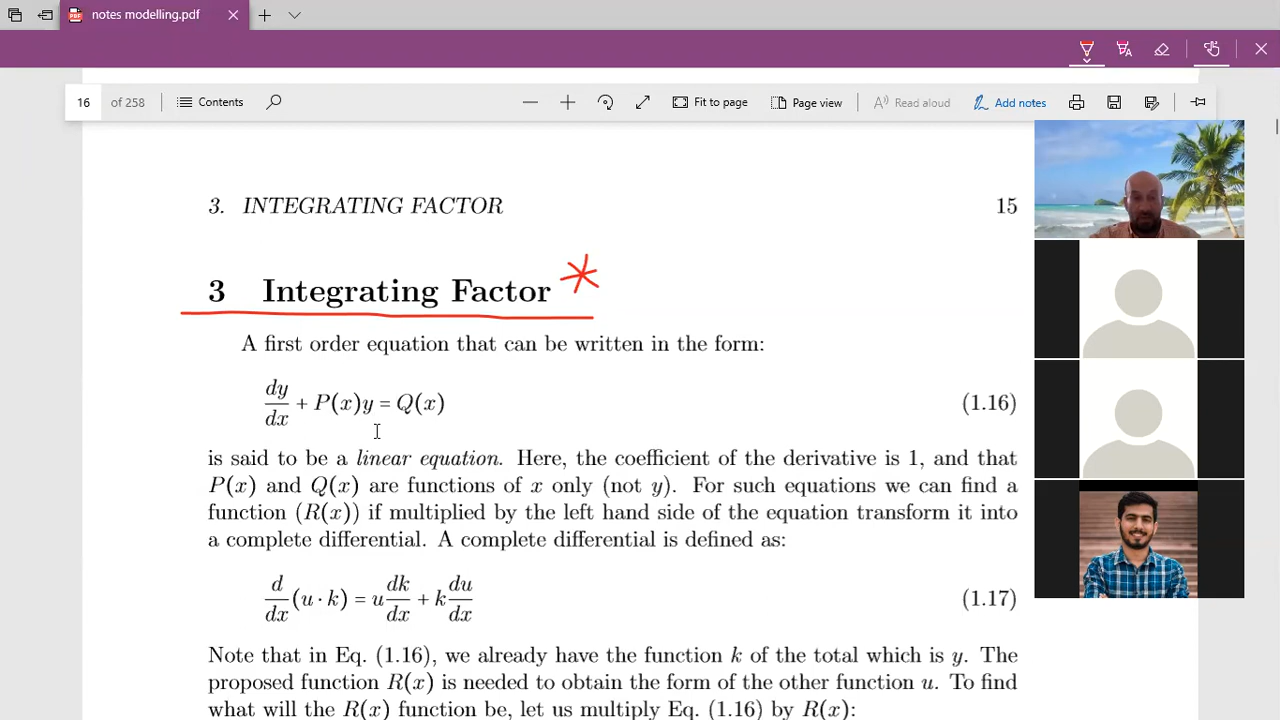 notes modelling.pdf
16 of 258 Contents Fit to page Page view Read aloud Add notes
3. INTEGRATING FACTOR 15
3 Integrating Factor *
A first order equation that can be written in the form:
dy/dx + P(x)y = Q(x) (1.16)
is said to be a linear equation. Here, the coefficient of the derivative is 1, and that
P(x) and Q(x) are functions of x only (not y). For such equations we can find a
function (R(x)) if multiplied by the left hand side of the equation transform it into
a complete differential. A complete differential is defined as:
d/dx (u · k) = u dk/dx + k du/dx (1.17)
Note that in Eq. (1.16), we already have the function k of the total which is y. The
proposed function R(x) is needed to obtain the form of the other function u. To find
what will the R(x) function be, let us multiply Eq. (1.16) by R(x):